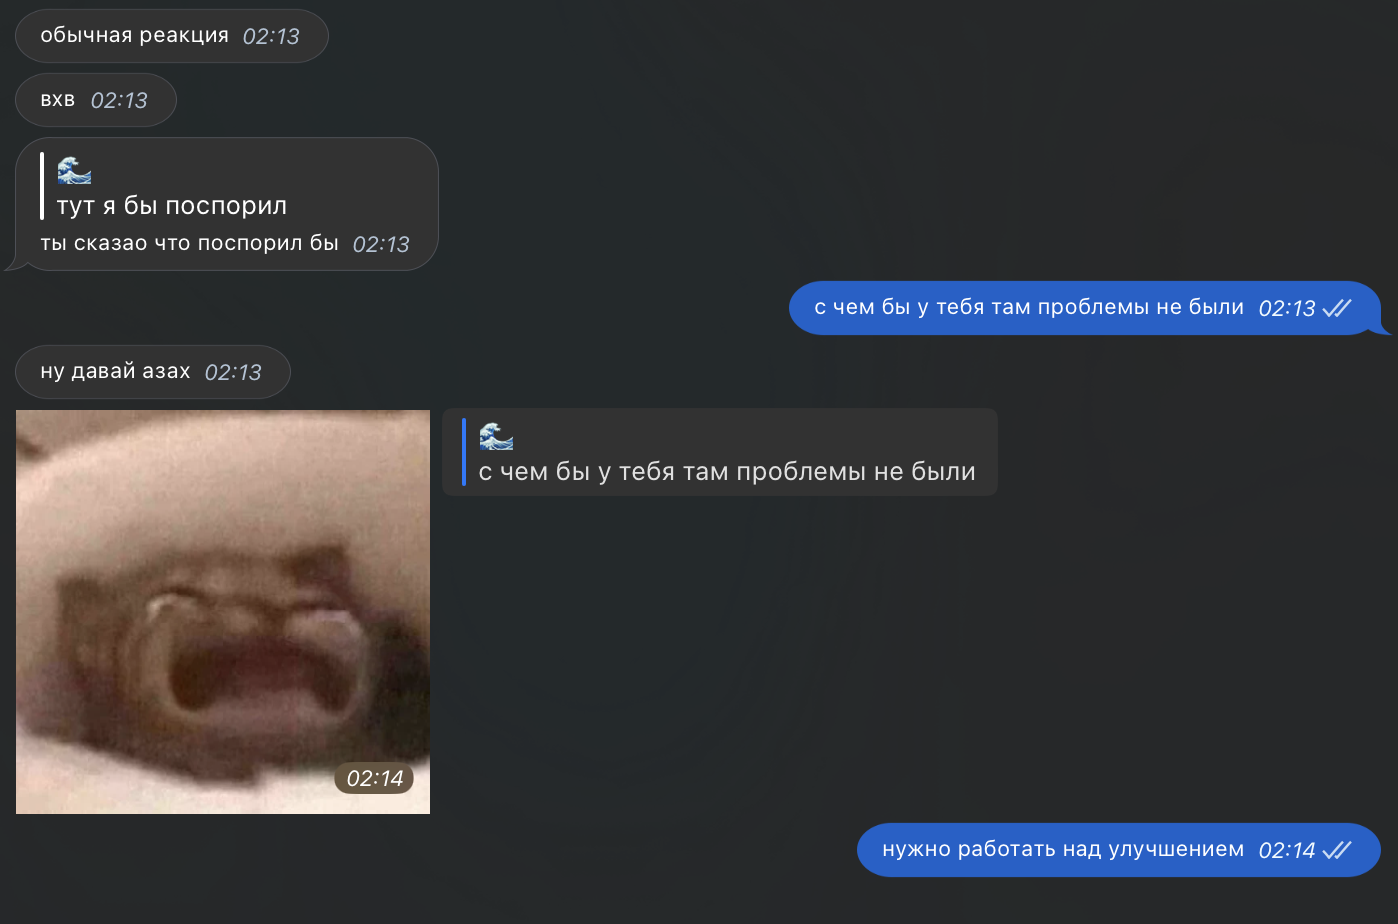 обычная реакция 02:13
вхв 02:13
🌊
тут я бы поспорил
ты сказао что поспорил бы 02:13
с чем бы у тебя там проблемы не были 02:13
ну давай азах 02:13
🌊
с чем бы у тебя там проблемы не были
02:14
нужно работать над улучшением 02:14